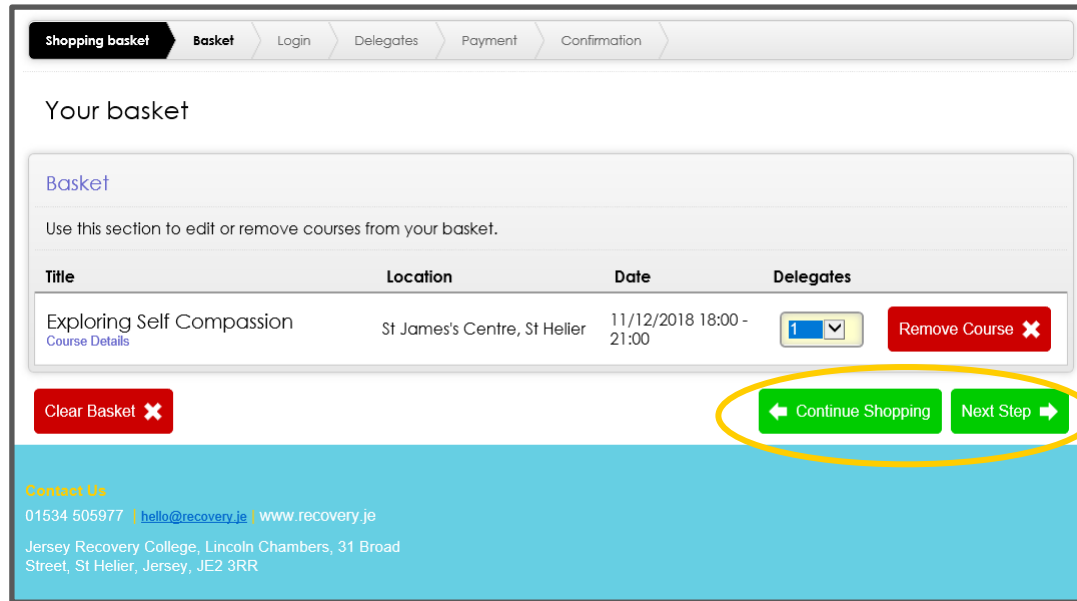 Shopping basket Basket Login Delegates Payment Confirmation
Your basket
Basket
Use this section to edit or remove courses from your basket.
Title Location Date Delegates
Exploring Self Compassion St James's Centre, St Helier 11/12/2018 18:00 - 1 Remove Course
Course Details 21:00
Clear Basket Continue Shopping Next Step
Contact Us
01534 505977 | hello@recovery.je | www.recovery.je
Jersey Recovery College, Lincoln Chambers, 31 Broad
Street, St Helier, Jersey, JE2 3RR